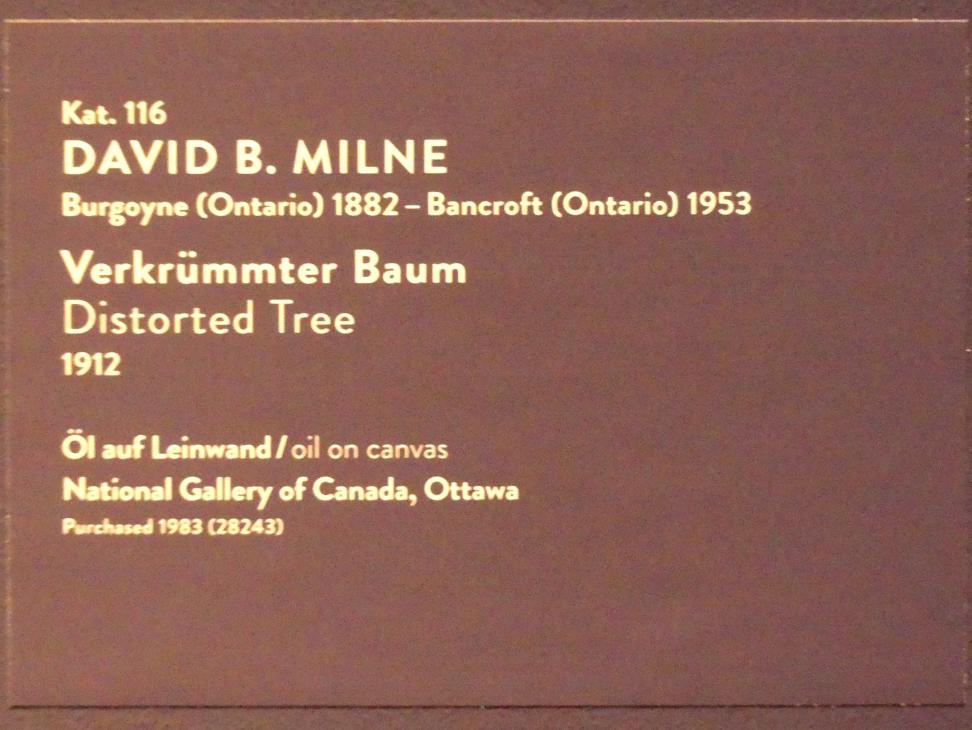 Kat. 116
DAVID B. MILNE
Burgoyne (Ontario) 1882 – Bancroft (Ontario) 1953
Verkrümmter Baum
Distorted Tree
1912
Öl auf Leinwand / oil on canvas
National Gallery of Canada, Ottawa
Purchased 1983 (28243)